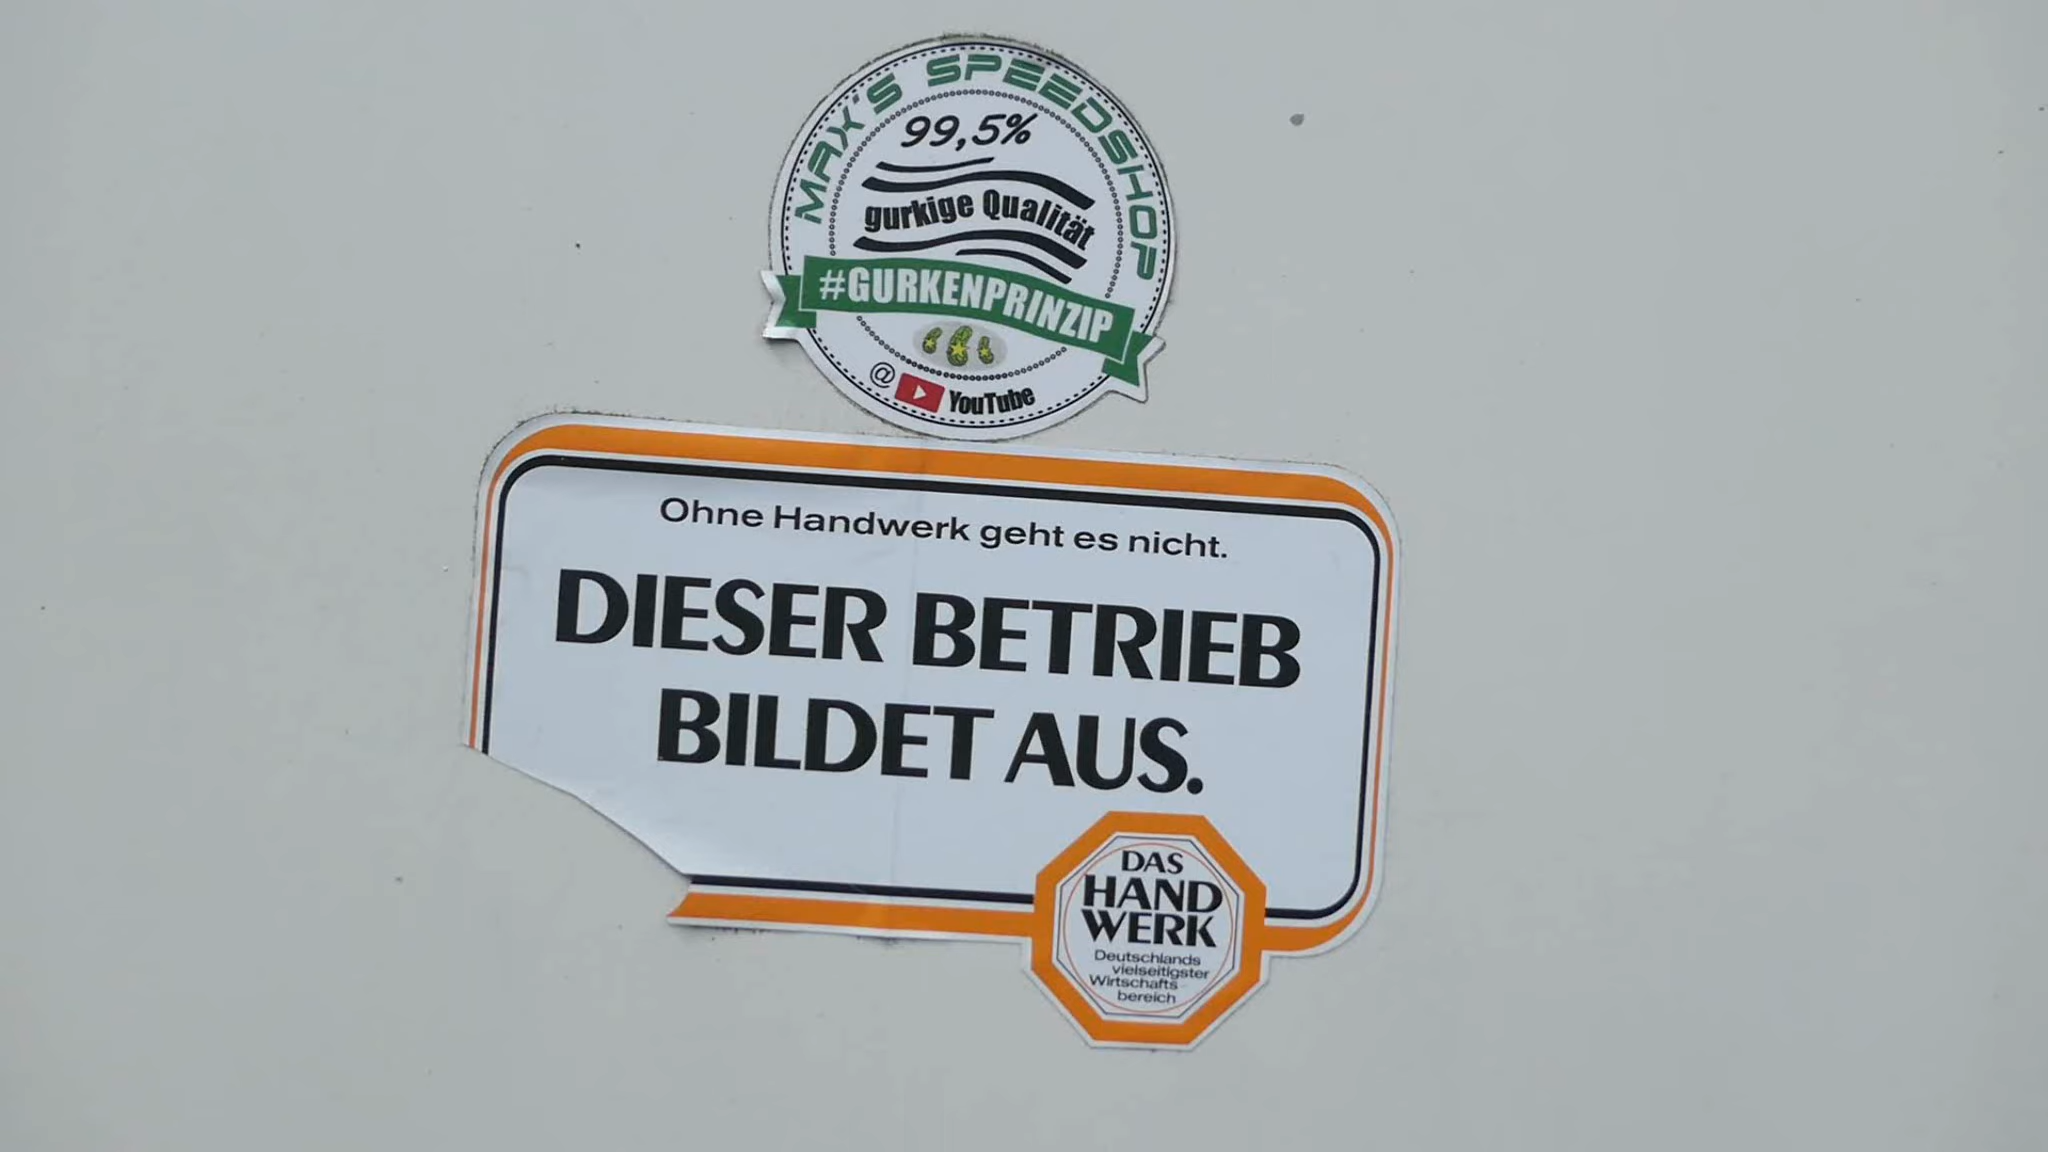 MAX'S SPEEDSHOP
99,5%
gurkige Qualität
#GURKENPRINZIP
@ YouTube
Ohne Handwerk geht es nicht.
DIESER BETRIEB
BILDET AUS.
DAS
HAND
WERK
Deutschlands
vielseitigster
Wirtschafts
bereich